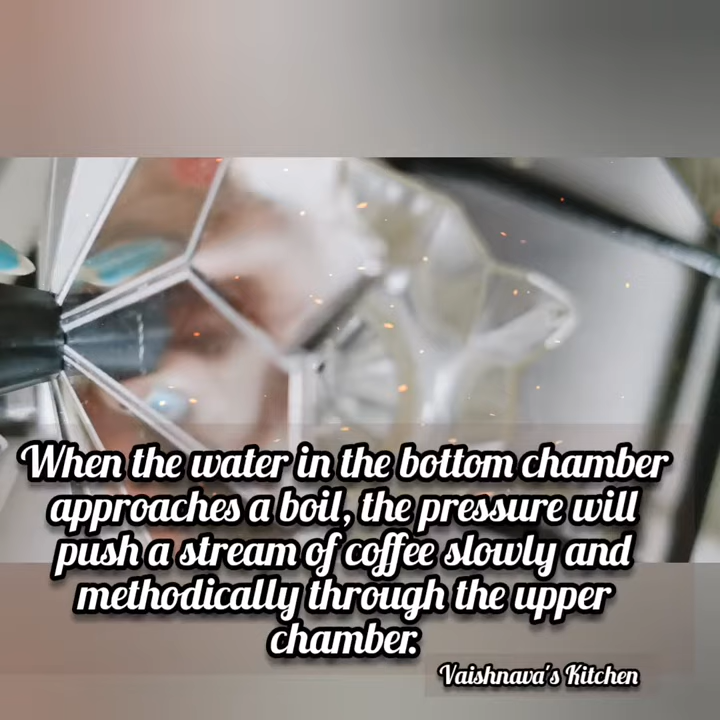 When the water in the bottom chamber
approaches a boil, the pressure will
push a stream of coffee slowly and
methodically through the upper
chamber.
Vaishnava's Kitchen